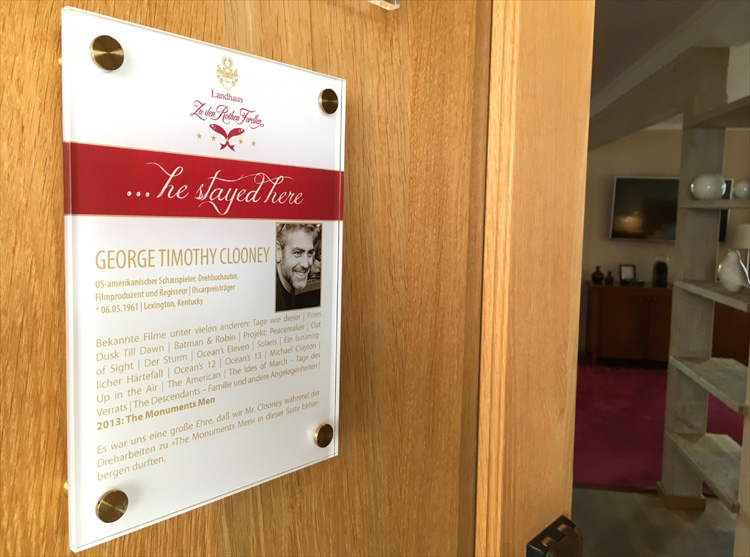 Landhaus
Zu den Rothen Forellen
... he stayed here
GEORGE TIMOTHY CLOONEY
US-amerikanischer Schauspieler, Drehbuchautor,
Filmproduzent und Regisseur | Oscarpreisträger
* 06.05.1961 | Lexington, Kentucky
Bekannte Filme unter vielen anderen: Tage wie dieser | From
Dusk Till Dawn | Batman & Robin | Projekt: Peacemaker | Out
of Sight | Der Sturm | Ocean's Eleven | Solaris | Ein (un)mög-
licher Härtefall | Ocean's 12 | Ocean's 13 | Michael Clayton |
Up in the Air | The American | The Ides of March – Tage des
Verrats | The Descendants – Familie und andere Angelegenheiten |
2013: The Monuments Men
Es war uns eine große Ehre, daß wir Mr. Clooney während der
Dreharbeiten zu »The Monuments Men« in dieser Suite beher-
bergen durften.